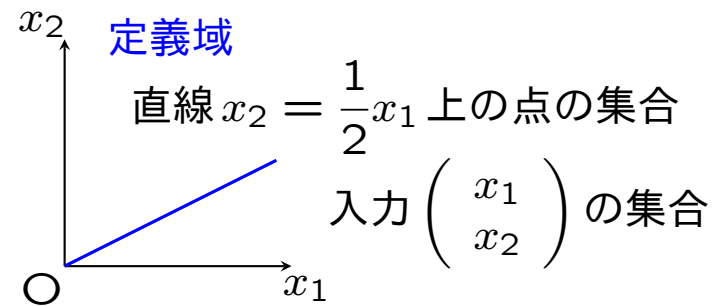 x₂
定義域
直線 x₂ = 1/2 x₁ 上の点の集合
入力 ( x₁ x₂ ) の集合
O
x₁